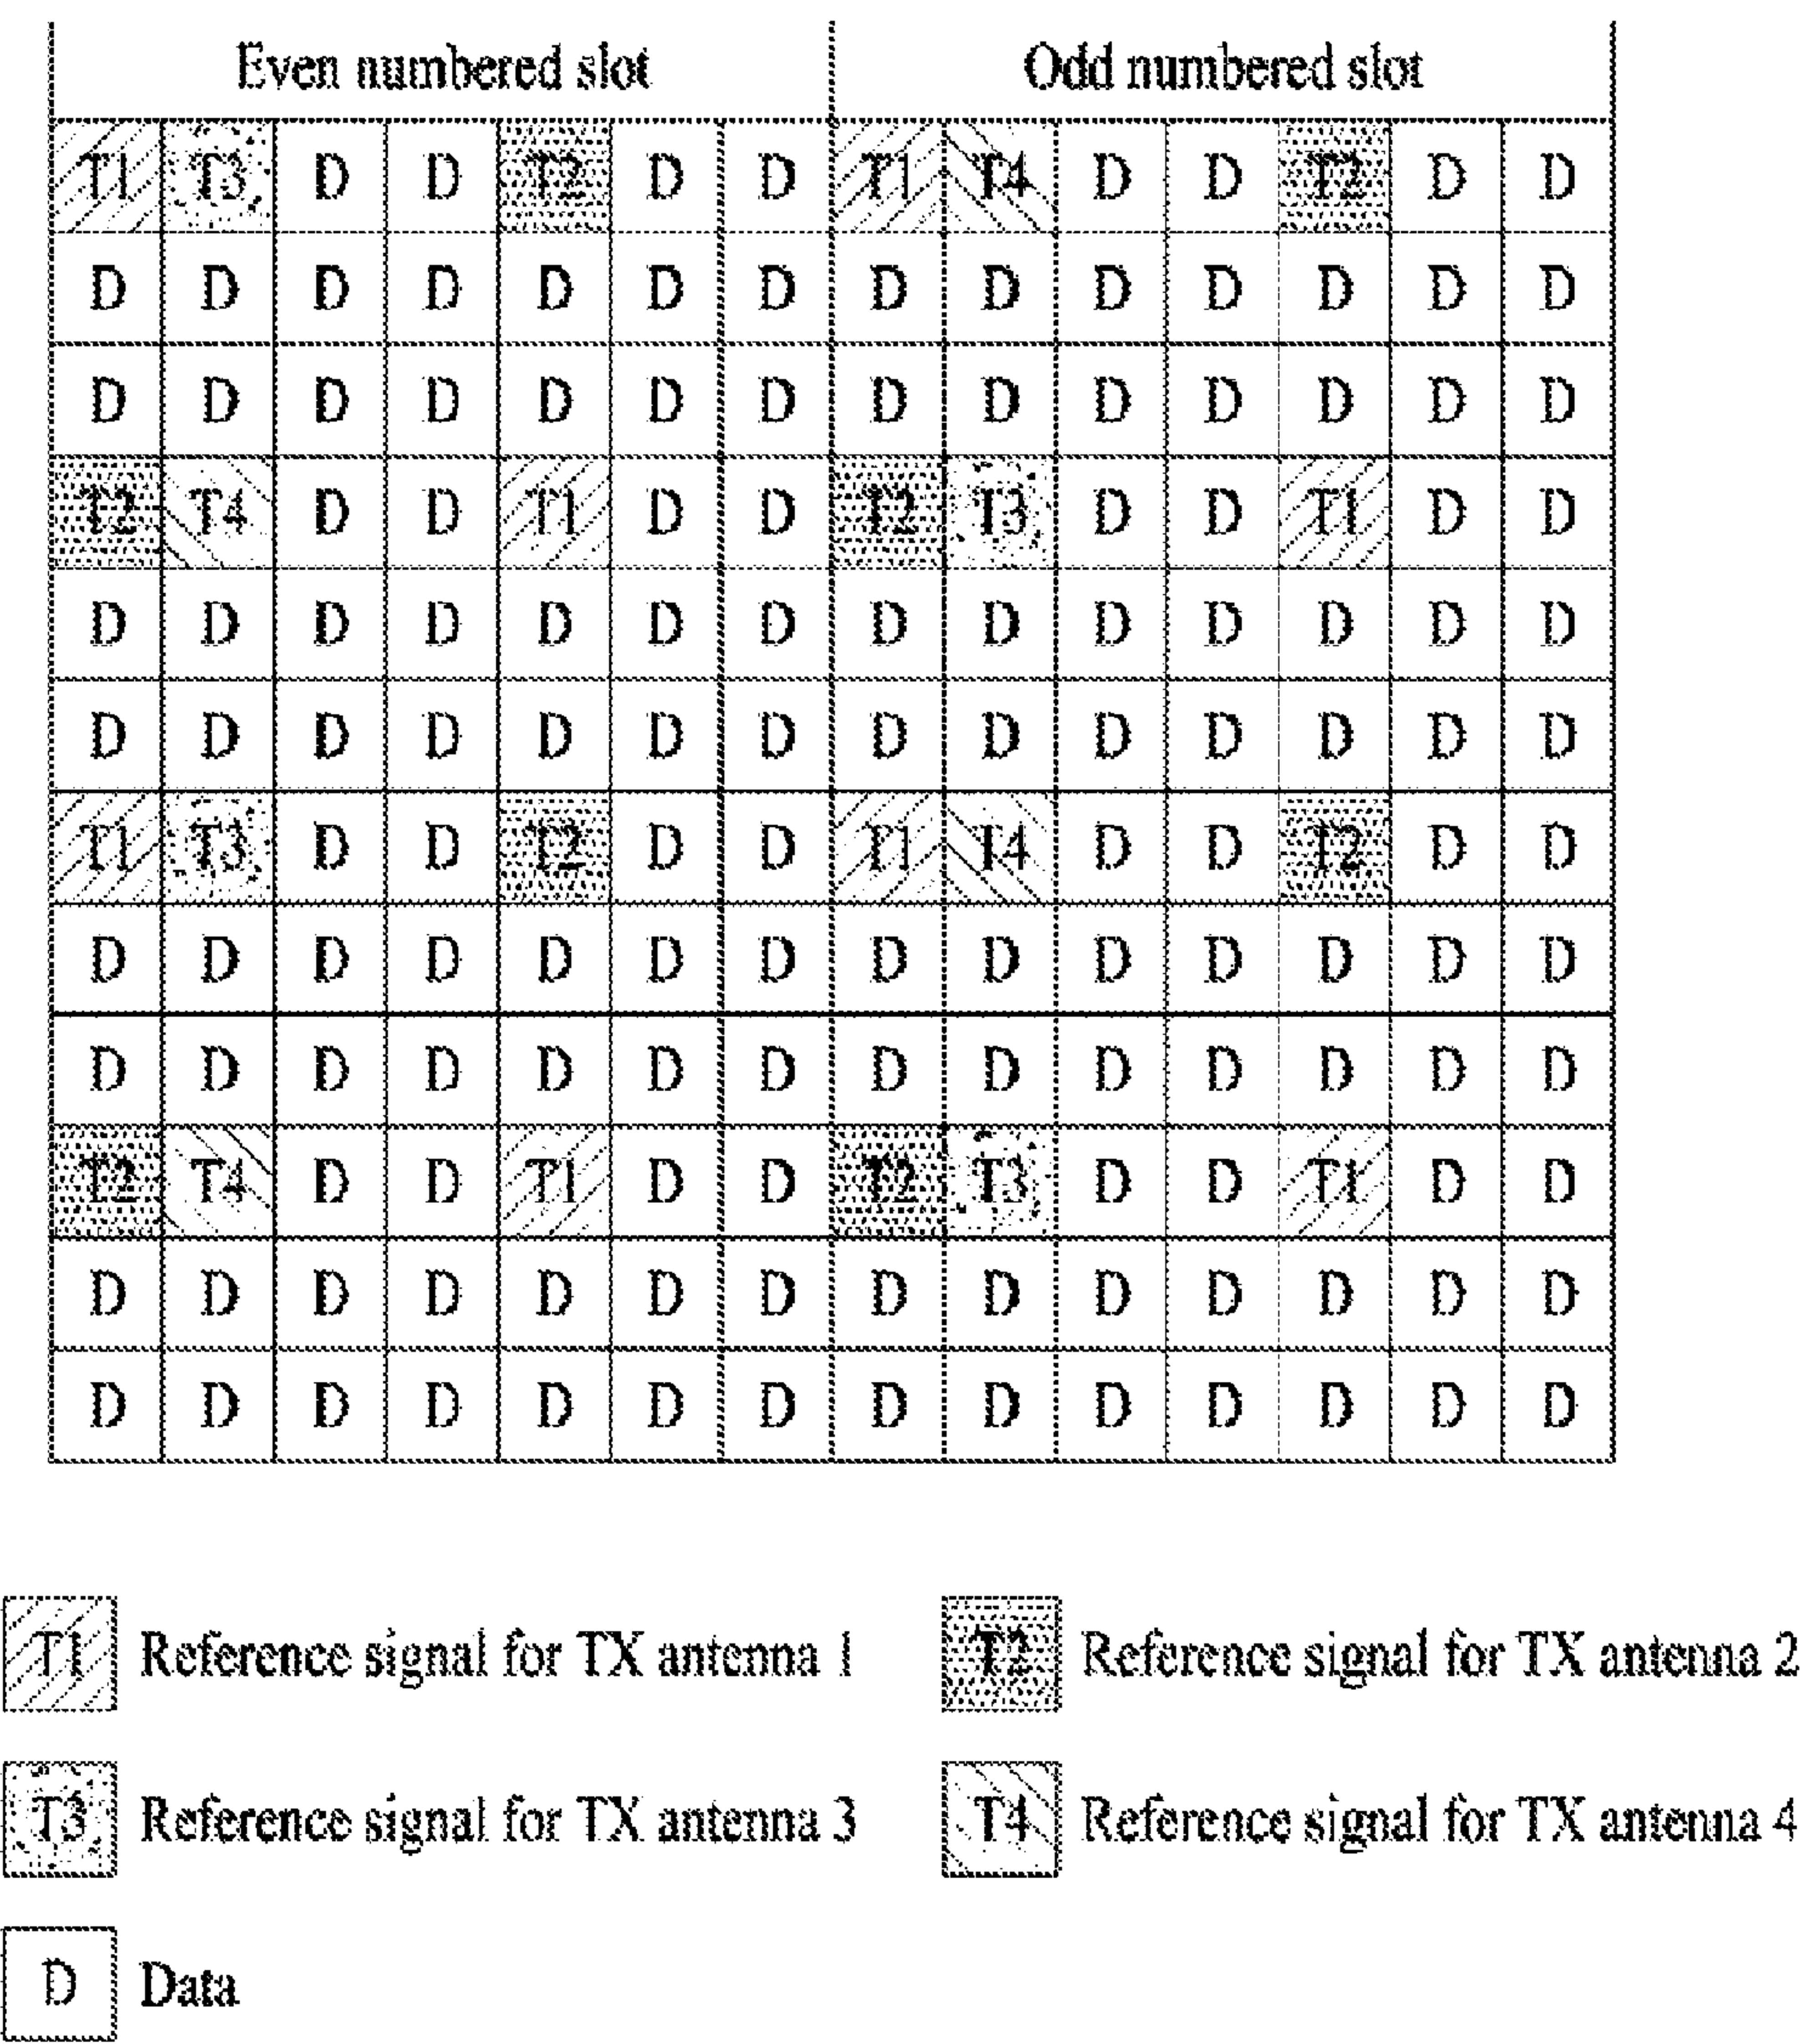 Even numbered slot Odd numbered slot
T1 T3 D D T2 D D T1 T4 D D T2 D D
D D D D D D D D D D D D D D
D D D D D D D D D D D D D D
T2 T4 D D T1 D D T2 T3 D D T1 D D
D D D D D D D D D D D D D D
D D D D D D D D D D D D D D
T1 T3 D D T2 D D T1 T4 D D T2 D D
D D D D D D D D D D D D D D
D D D D D D D D D D D D D D
T2 T4 D D T1 D D T2 T3 D D T1 D D
D D D D D D D D D D D D D D
D D D D D D D D D D D D D D
T1 Reference signal for TX antenna 1 T2 Reference signal for TX antenna 2
T3 Reference signal for TX antenna 3 T4 Reference signal for TX antenna 4
D Data